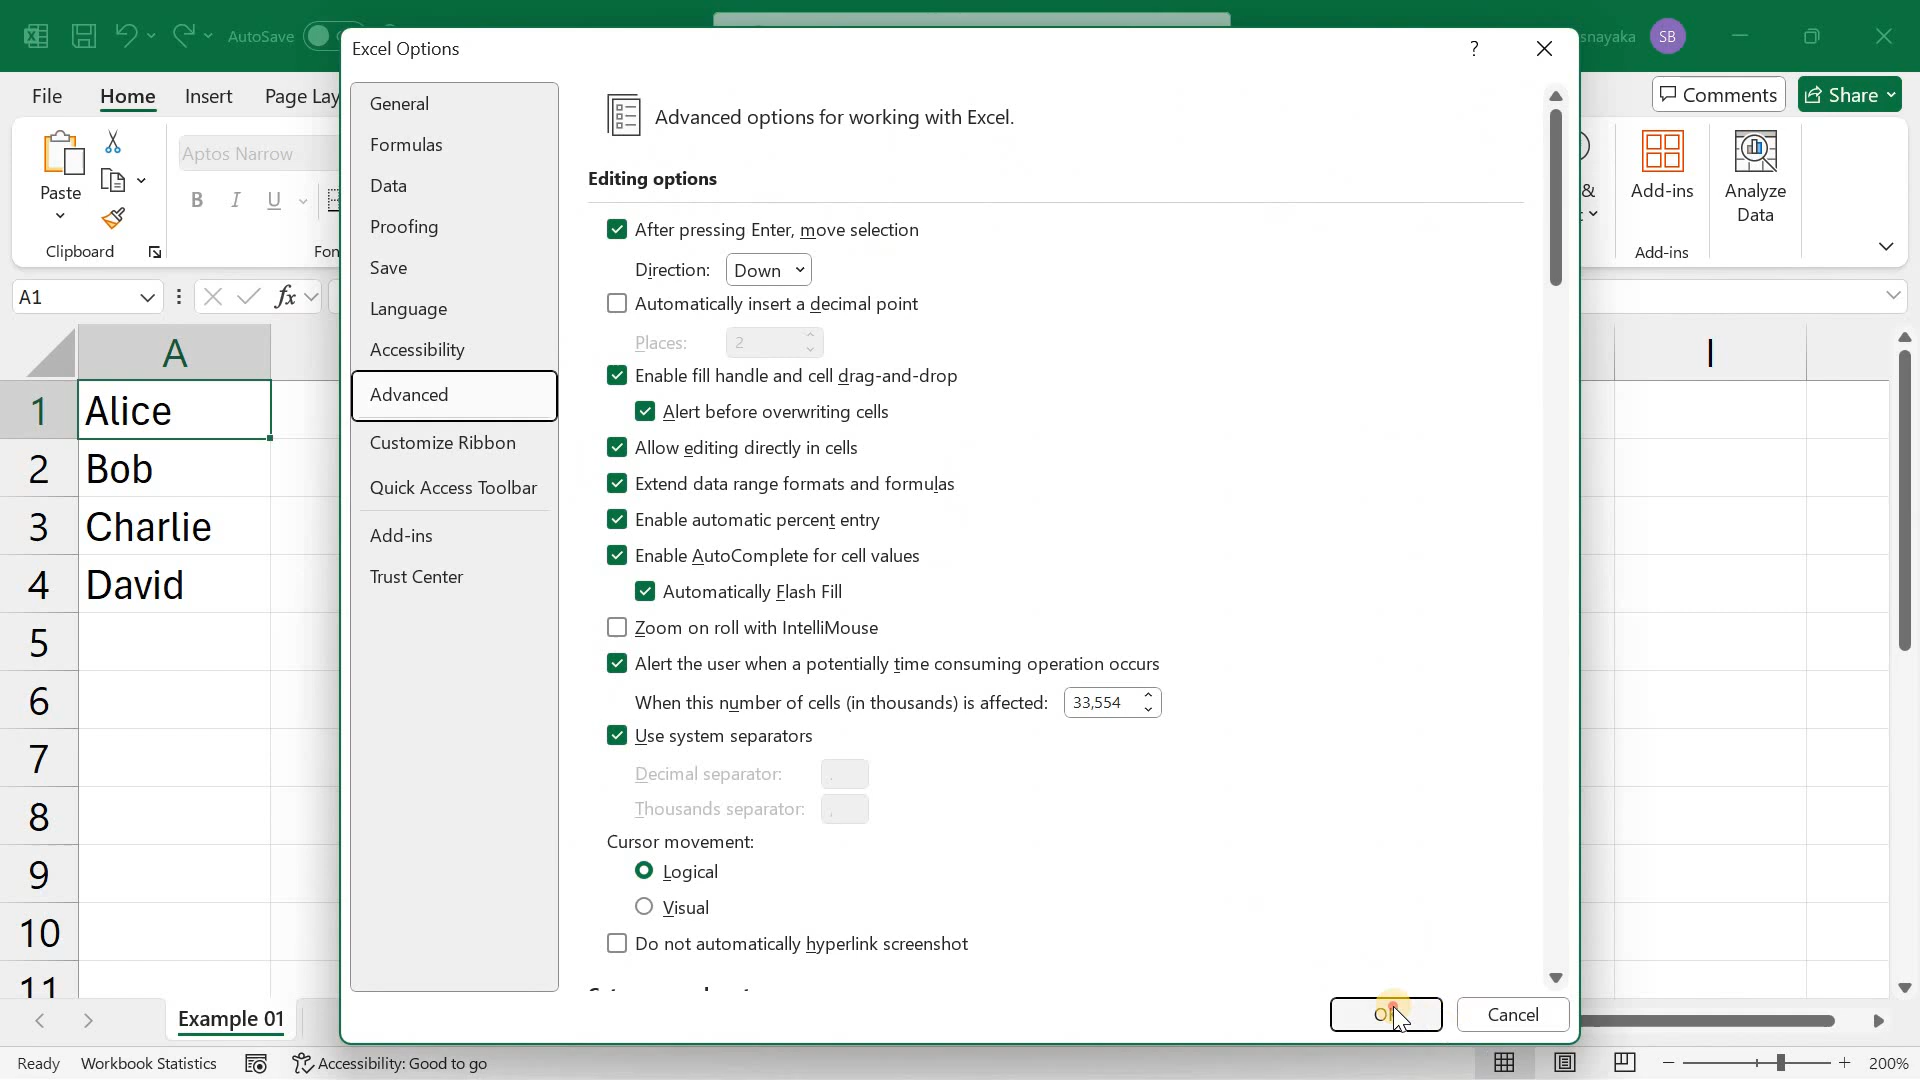 AutoSave
snayaka
SB
Excel Options
?
File
Home
Insert
Page Lay
Comments
Share
Paste
Aptos Narrow
B
I
U
Clipboard
Fon
&
Add-ins
Analyze
Data
Add-ins
A1
fx
A
I
1
Alice
2
Bob
3
Charlie
4
David
5
6
7
8
9
10
11
General
Formulas
Data
Proofing
Save
Language
Accessibility
Advanced
Customize Ribbon
Quick Access Toolbar
Add-ins
Trust Center
Advanced options for working with Excel.
Editing options
After pressing Enter, move selection
Direction: Down
Automatically insert a decimal point
Places: 2
Enable fill handle and cell drag-and-drop
Alert before overwriting cells
Allow editing directly in cells
Extend data range formats and formulas
Enable automatic percent entry
Enable AutoComplete for cell values
Automatically Flash Fill
Zoom on roll with IntelliMouse
Alert the user when a potentially time consuming operation occurs
When this number of cells (in thousands) is affected: 33,554
Use system separators
Decimal separator: .
Thousands separator: ,
Cursor movement:
Logical
Visual
Do not automatically hyperlink screenshot
Cancel
Example 01
Ready
Workbook Statistics
Accessibility: Good to go
200%